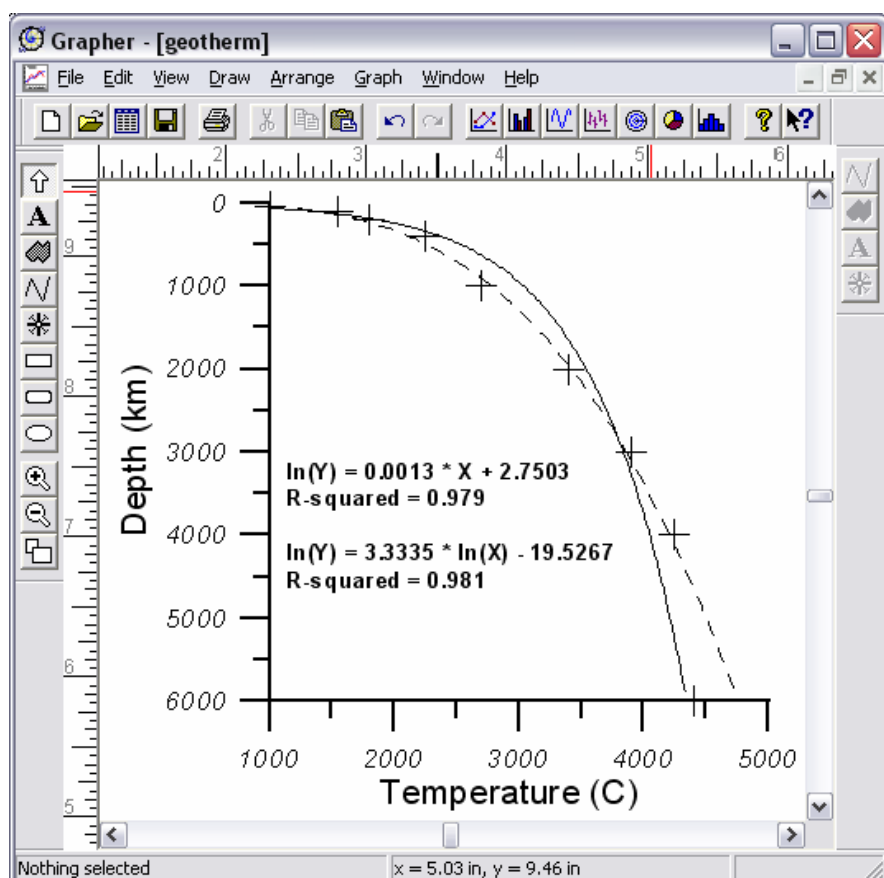 Grapher - [geotherm]
File Edit View Draw Arrange Graph Window Help
2 3 4 5 6
9
8
7
6
5
A
A
0
1000
2000
3000
4000
5000
6000
Depth (km)
ln(Y) = 0.0013 * X + 2.7503
R-squared = 0.979
ln(Y) = 3.3335 * ln(X) - 19.5267
R-squared = 0.981
1000 2000 3000 4000 5000
Temperature (C)
Nothing selected x = 5.03 in, y = 9.46 in